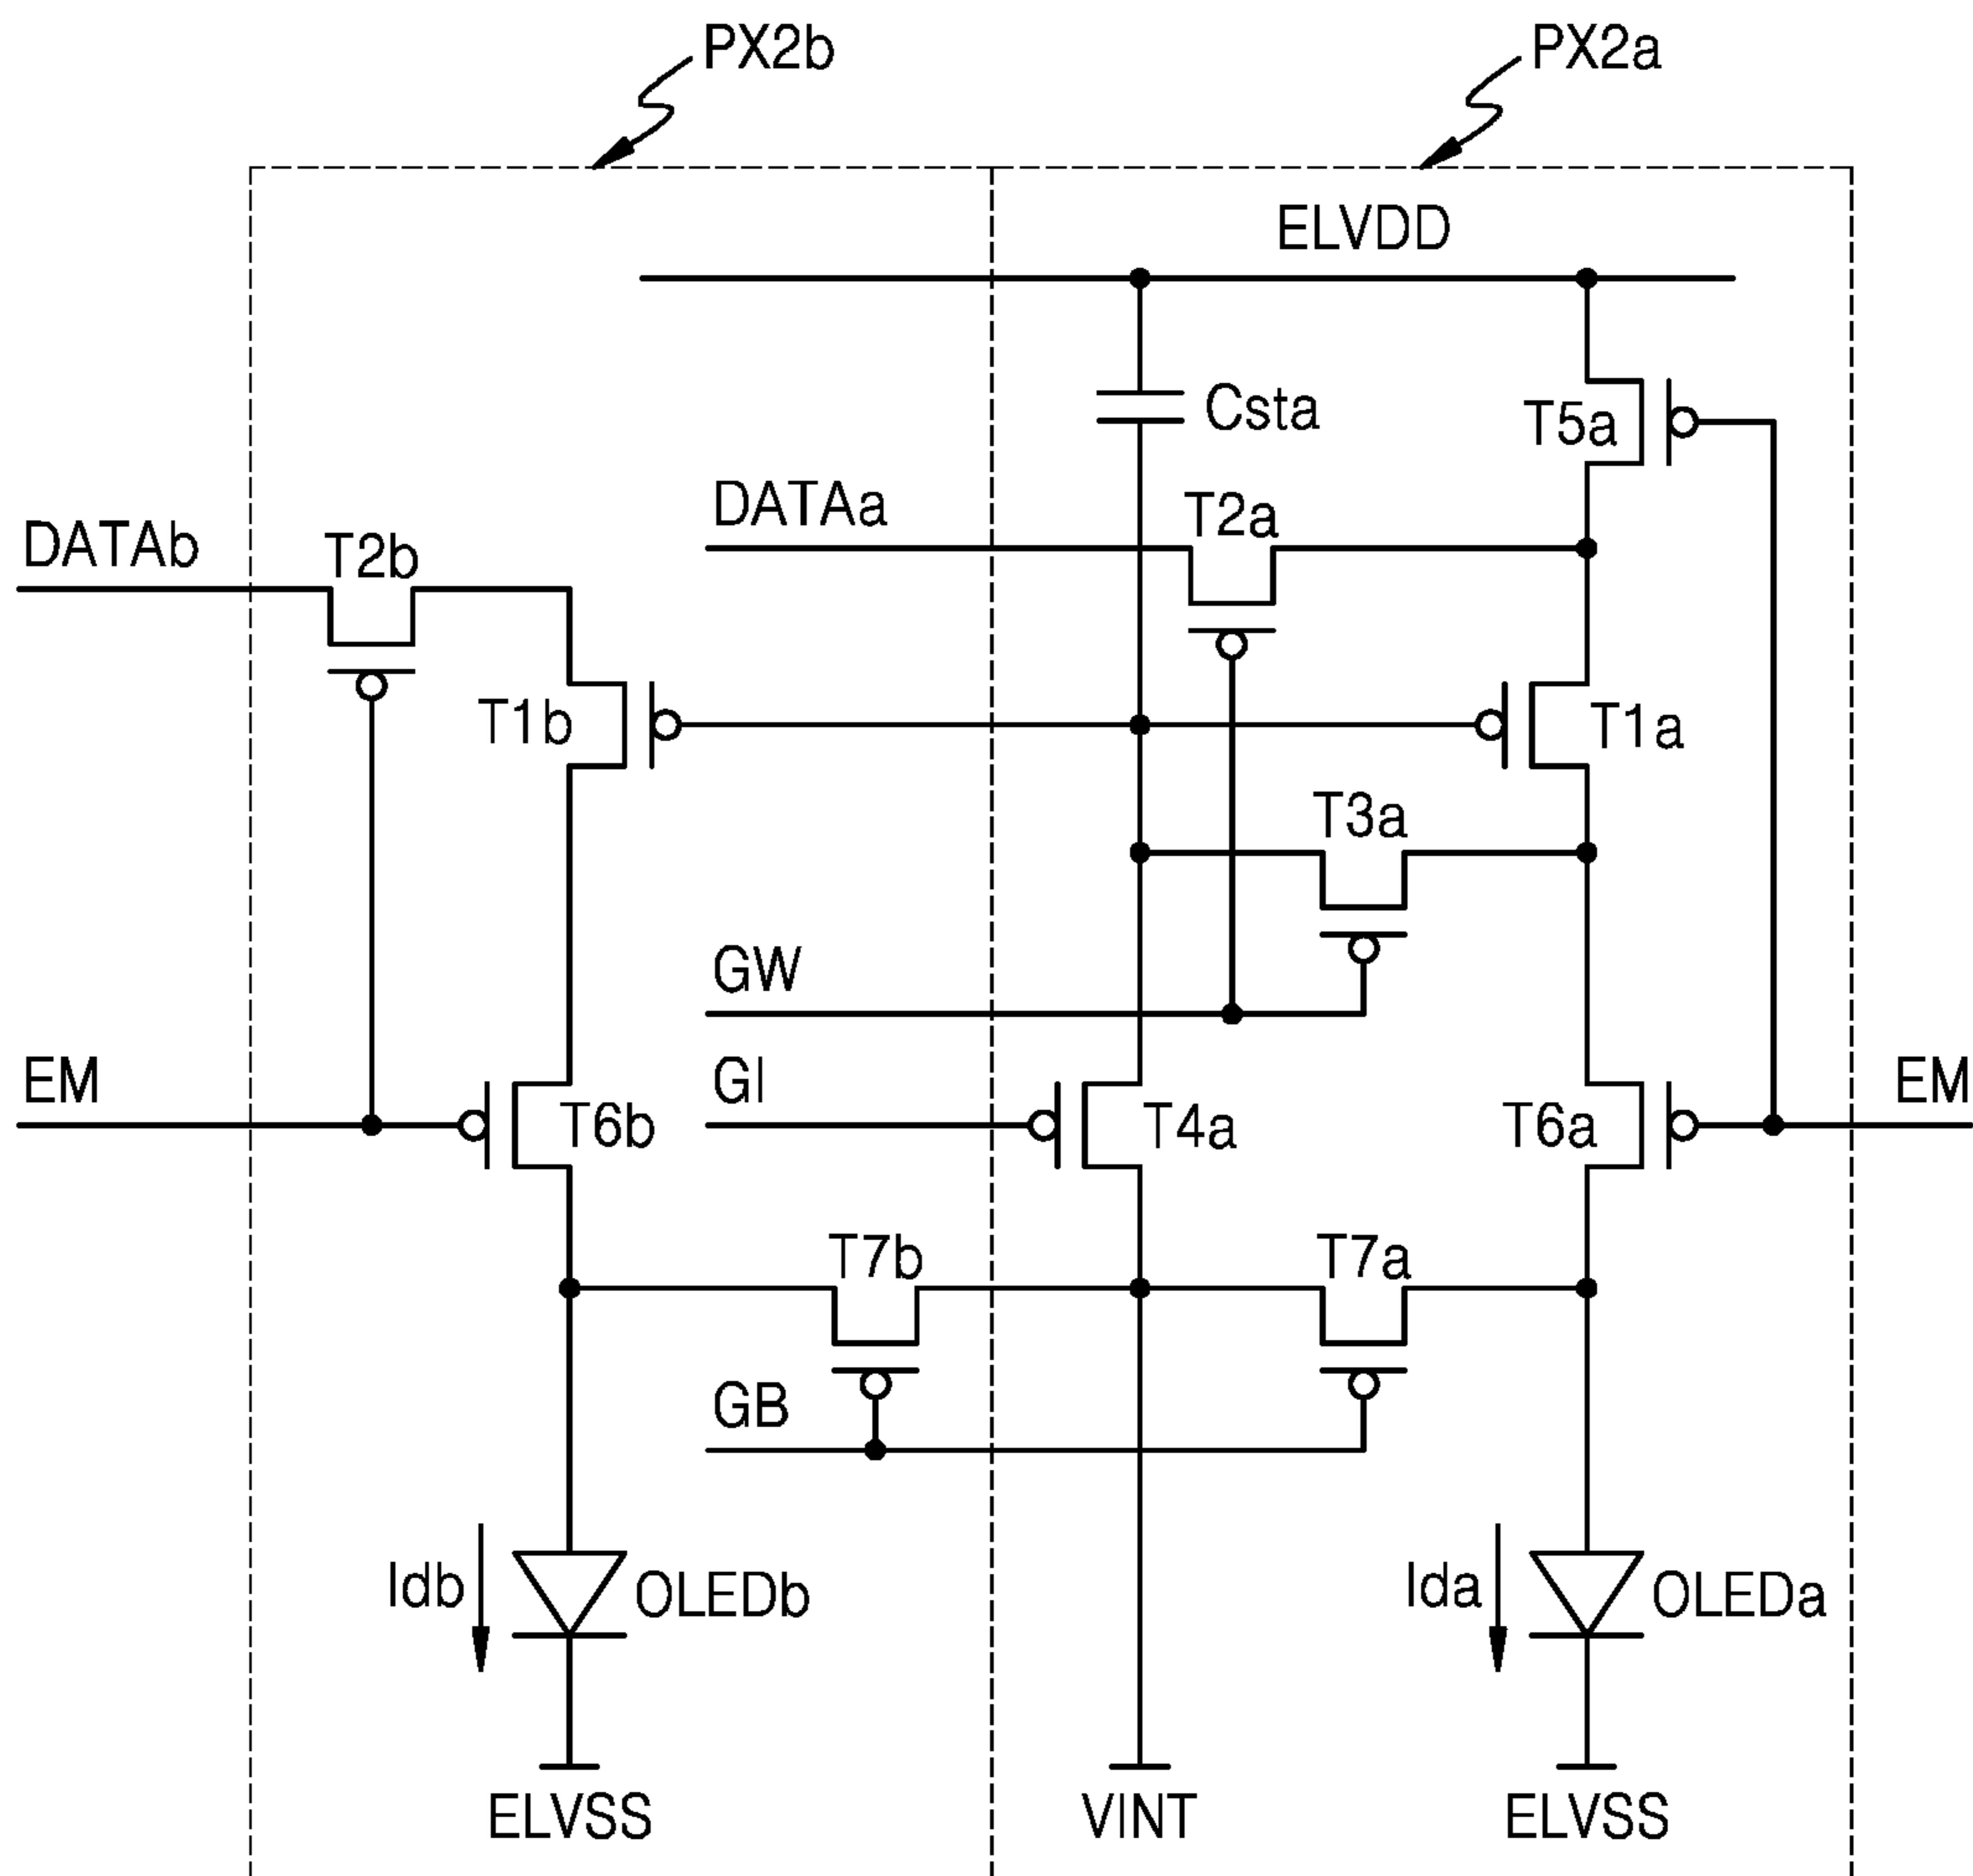 PX2b
PX2a
ELVDD
Csta
T5a
DATAa
T2a
DATAb
T2b
T1b
T1a
T3a
GW
GI
EM
T6b
T4a
T6a
EM
T7b
T7a
GB
Idb
OLEDb
Ida
OLEDa
ELVSS
VINT
ELVSS